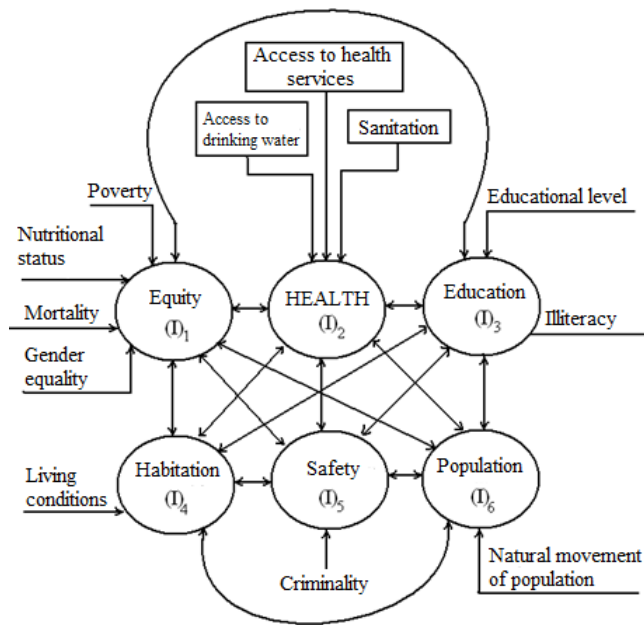 Access to health
services
Access to
drinking water
Sanitation
Poverty
Educational level
Nutritional
status
Equity
(I)1
HEALTH
(I)2
Education
(I)3
Mortality
Illiteracy
Gender
equality
Habitation
(I)4
Safety
(I)5
Population
(I)6
Living
conditions
Criminality
Natural movement
of population